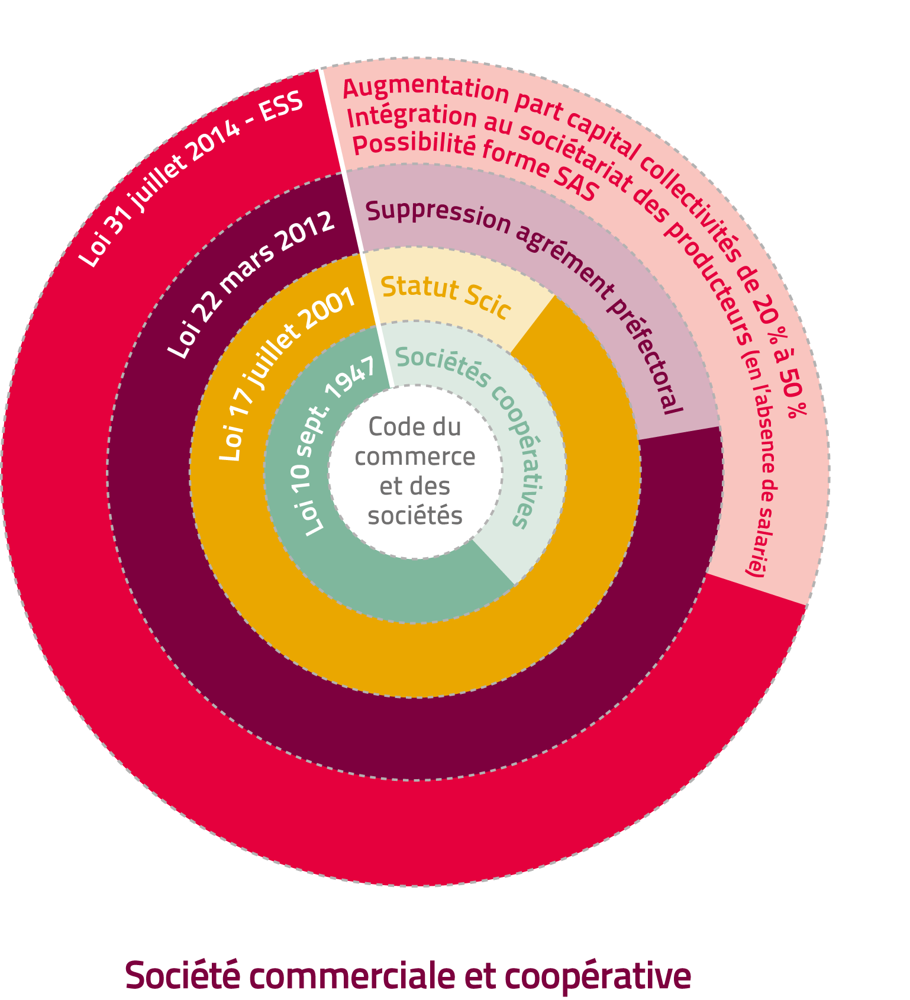 Loi 31 juillet 2014 - ESS
Augmentation part capital collectivités de 20 % à 50 %
Intégration au sociétariat des producteurs (en l'absence de salarié)
Possibilité forme SAS
Loi 22 mars 2012
Suppression agrément préfectoral
Loi 17 juillet 2001
Statut Scic
Loi 10 sept. 1947
Sociétés coopératives
Code du
commerce
et des
sociétés
Société commerciale et coopérative